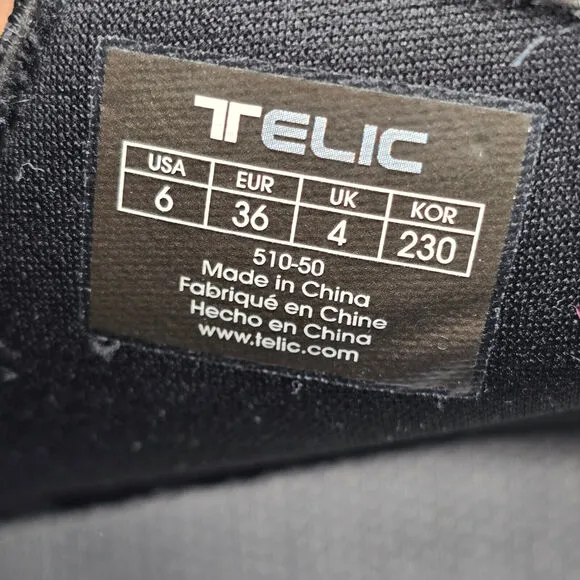 TELIC
USA EUR UK KOR
6 36 4 230
510-50
Made in China
Fabriqué en Chine
Hecho en China
www.telic.com